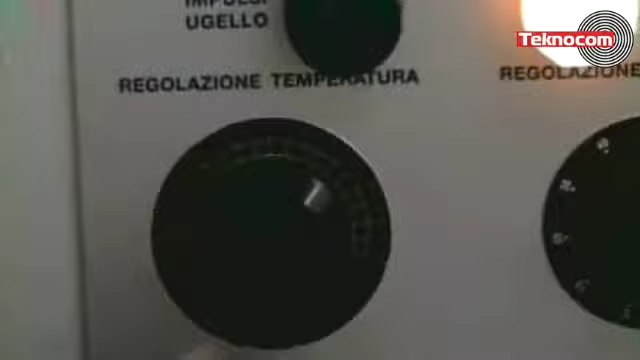 IMPULSI
UGELLO
Teknocom
REGOLAZIONE TEMPERATURA
REGOLAZIONE